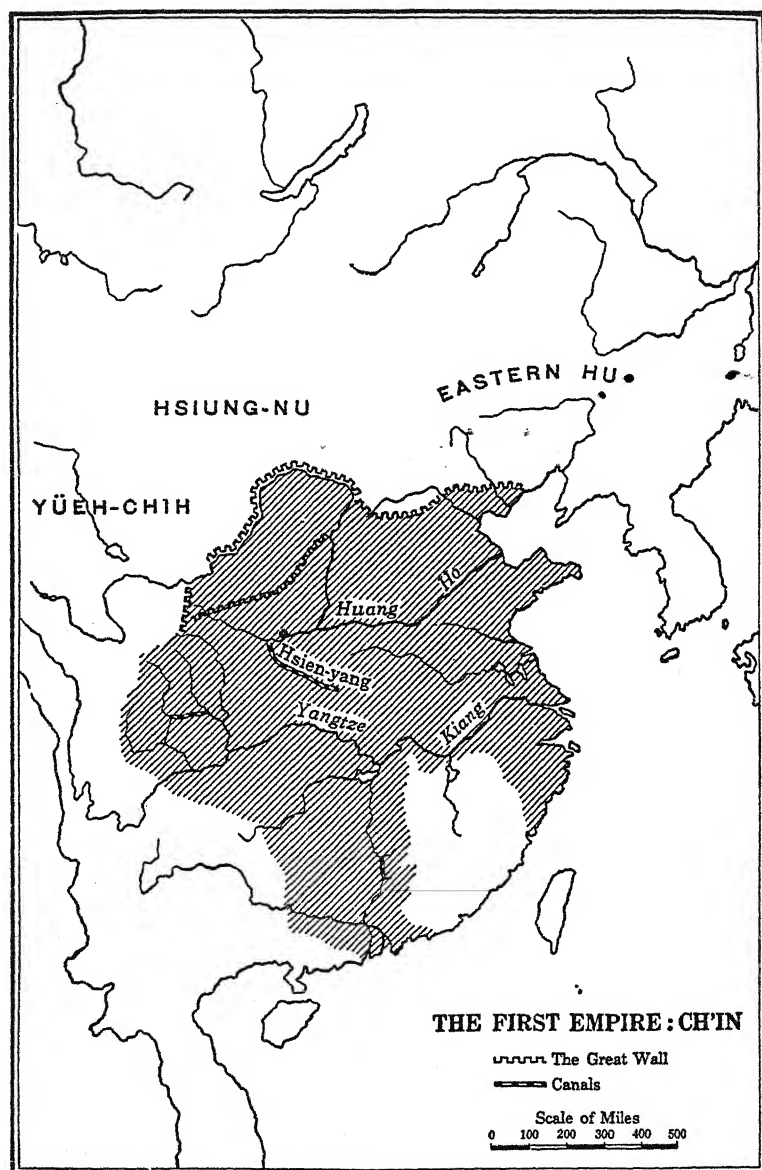 EASTERN HU
HSIUNG-NU
YÜEH-CHIH
Ho
Huang
Hsien-yang
Yangtze
Kiang
THE FIRST EMPIRE: CH'IN
The Great Wall
Canals
Scale of Miles
0 100 200 300 400 500